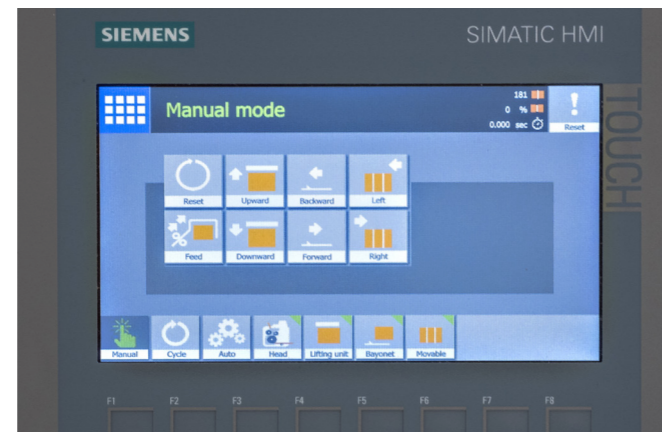 SIEMENS
SIMATIC HMI
TOUCH
Manual mode
181
0 %
0.000 sec
Reset
Reset
Upward
Backward
Left
Feed
Downward
Forward
Right
Manual
Cycle
Auto
Head
Lifting unit
Bayonet
Movable
F1
F2
F3
F4
F5
F6
F7
F8